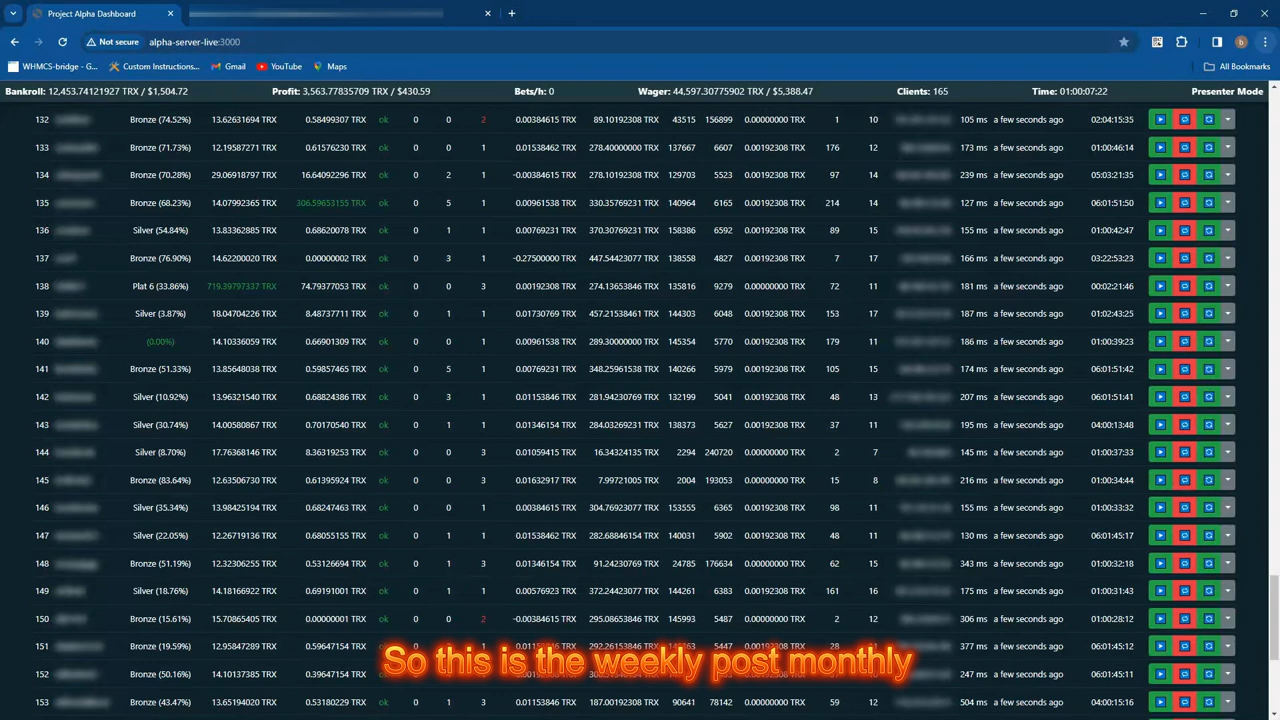 Project Alpha Dashboard
Not secure alpha-server-live:3000
WHMCS-bridge - G... Custom Instructions... Gmail YouTube Maps All Bookmarks
Bankroll: 12,453.74121927 TRX / $1,504.72 Profit: 3,563.77835709 TRX / $430.59 Bets/h: 0 Wager: 44,597.30775902 TRX / $5,388.47 Clients: 165 Time: 01:00:07:22 Presenter Mode
132 Bronze (74.52%) 13.62631694 TRX 0.58499307 TRX ok 0 0 2 0.00384615 TRX 89.10192308 TRX 43515 156899 0.00000000 TRX 1 10 105 ms a few seconds ago 02:04:15:35
133 Bronze (71.73%) 12.19587271 TRX 0.61576230 TRX ok 0 0 1 0.01538462 TRX 278.40000000 TRX 137667 6607 0.00192308 TRX 176 12 173 ms a few seconds ago 01:00:46:14
134 Bronze (70.28%) 29.06918797 TRX 16.64092296 TRX ok 0 2 1 -0.00384615 TRX 278.10192308 TRX 129703 5523 0.00192308 TRX 97 14 239 ms a few seconds ago 05:03:21:35
135 Bronze (68.23%) 14.07992365 TRX 306.59653155 TRX ok 0 5 1 0.00961538 TRX 330.35769231 TRX 140964 6165 0.00192308 TRX 214 14 127 ms a few seconds ago 06:01:51:50
136 Silver (54.84%) 13.83362885 TRX 0.68620078 TRX ok 0 1 1 0.00769231 TRX 370.30769231 TRX 158386 6592 0.00192308 TRX 89 15 155 ms a few seconds ago 01:00:42:47
137 Bronze (76.90%) 14.62200020 TRX 0.00000002 TRX ok 0 3 1 -0.27500000 TRX 447.54423077 TRX 138558 4827 0.00192308 TRX 7 17 166 ms a few seconds ago 03:22:53:23
138 Plat 6 (33.86%) 719.39797337 TRX 74.79377053 TRX ok 0 0 3 0.00192308 TRX 274.13653846 TRX 135816 9279 0.00000000 TRX 72 11 181 ms a few seconds ago 00:02:21:46
139 Silver (3.87%) 18.04704226 TRX 8.48737711 TRX ok 0 1 1 0.01730769 TRX 457.21538461 TRX 144303 6048 0.00192308 TRX 153 17 187 ms a few seconds ago 01:02:43:25
140 (0.00%) 14.10336059 TRX 0.66901309 TRX ok 0 0 1 0.00961538 TRX 289.30000000 TRX 145354 5770 0.00192308 TRX 179 11 186 ms a few seconds ago 01:00:39:23
141 Bronze (51.33%) 13.85648038 TRX 0.59857465 TRX ok 0 5 1 0.00769231 TRX 348.25961538 TRX 140266 5979 0.00192308 TRX 105 15 174 ms a few seconds ago 06:01:51:42
142 Silver (10.92%) 13.96321540 TRX 0.68824386 TRX ok 0 3 1 0.01153846 TRX 281.94230769 TRX 132199 5041 0.00192308 TRX 48 13 207 ms a few seconds ago 06:01:51:41
143 Silver (30.74%) 14.00580867 TRX 0.70170540 TRX ok 0 1 1 0.01346154 TRX 284.03269231 TRX 138373 5627 0.00192308 TRX 37 11 195 ms a few seconds ago 04:00:13:48
144 Silver (8.70%) 17.76368144 TRX 8.36319253 TRX ok 0 0 3 0.01059415 TRX 16.34324135 TRX 2294 240720 0.00000000 TRX 2 7 145 ms a few seconds ago 01:00:37:33
145 Bronze (83.64%) 12.63506730 TRX 0.61395924 TRX ok 0 0 3 0.01632917 TRX 7.99721005 TRX 2004 193053 0.00000000 TRX 15 8 216 ms a few seconds ago 01:00:34:44
146 Silver (35.34%) 13.98425194 TRX 0.68247463 TRX ok 0 0 1 0.01153846 TRX 304.76923077 TRX 153555 6365 0.00192308 TRX 98 11 155 ms a few seconds ago 01:00:33:32
147 Silver (22.05%) 12.26719136 TRX 0.68055155 TRX ok 0 1 1 0.01153846 TRX 282.68846154 TRX 140031 5902 0.00192308 TRX 48 11 130 ms a few seconds ago 06:01:45:17
148 Bronze (51.19%) 12.32306255 TRX 0.53126694 TRX ok 0 1 3 0.01346154 TRX 91.24230769 TRX 24785 176634 0.00000000 TRX 62 15 343 ms a few seconds ago 01:00:32:18
149 Silver (18.76%) 14.18166922 TRX 0.69191001 TRX ok 0 1 1 0.00576923 TRX 372.24423077 TRX 144261 6383 0.00192308 TRX 161 16 175 ms a few seconds ago 01:00:31:43
150 Bronze (15.61%) 15.70865405 TRX 0.00000001 TRX ok 0 0 2 0.00384615 TRX 295.08653846 TRX 145993 5487 0.00192308 TRX 2 12 130 ms a few seconds ago 01:00:28:12
151 Bronze (12.19%) 19.95847289 TRX 0.59647154 TRX ok 0 1 1 TRX 292.26153846 TRX 0.00192308 TRX 28 11 377 ms a few seconds ago 06:01:45:17
So this is the weekly post monthly
152 Bronze (50.16%) 14.10137385 TRX 0.39647154 TRX ok 0 TRX TRX 0.00192308 TRX 46 12 247 ms a few seconds ago 06:01:45:11
153 Bronze (43.47%) 13.65194020 TRX 0.53180229 TRX ok 0 1 3 0.01153846 TRX 187.00192308 TRX 90641 78142 0.00000000 TRX 59 12 504 ms a few seconds ago 04:00:15:16